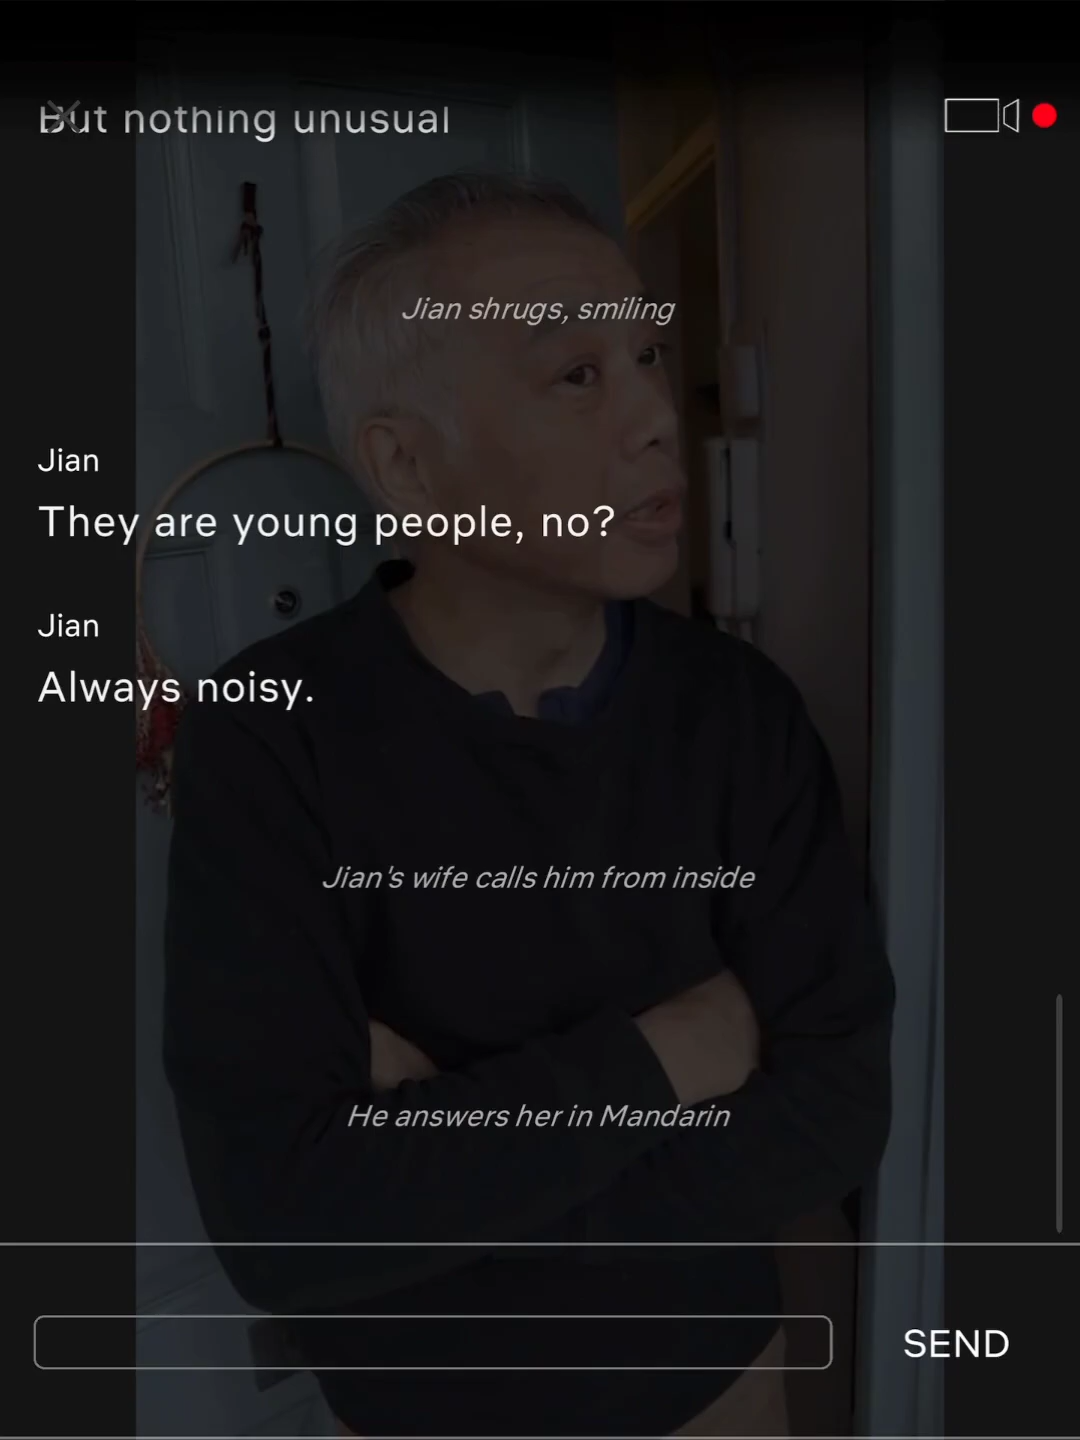 But nothing unusual
Jian shrugs, smiling
Jian
They are young people, no?
Jian
Always noisy.
Jian's wife calls him from inside
He answers her in Mandarin
SEND